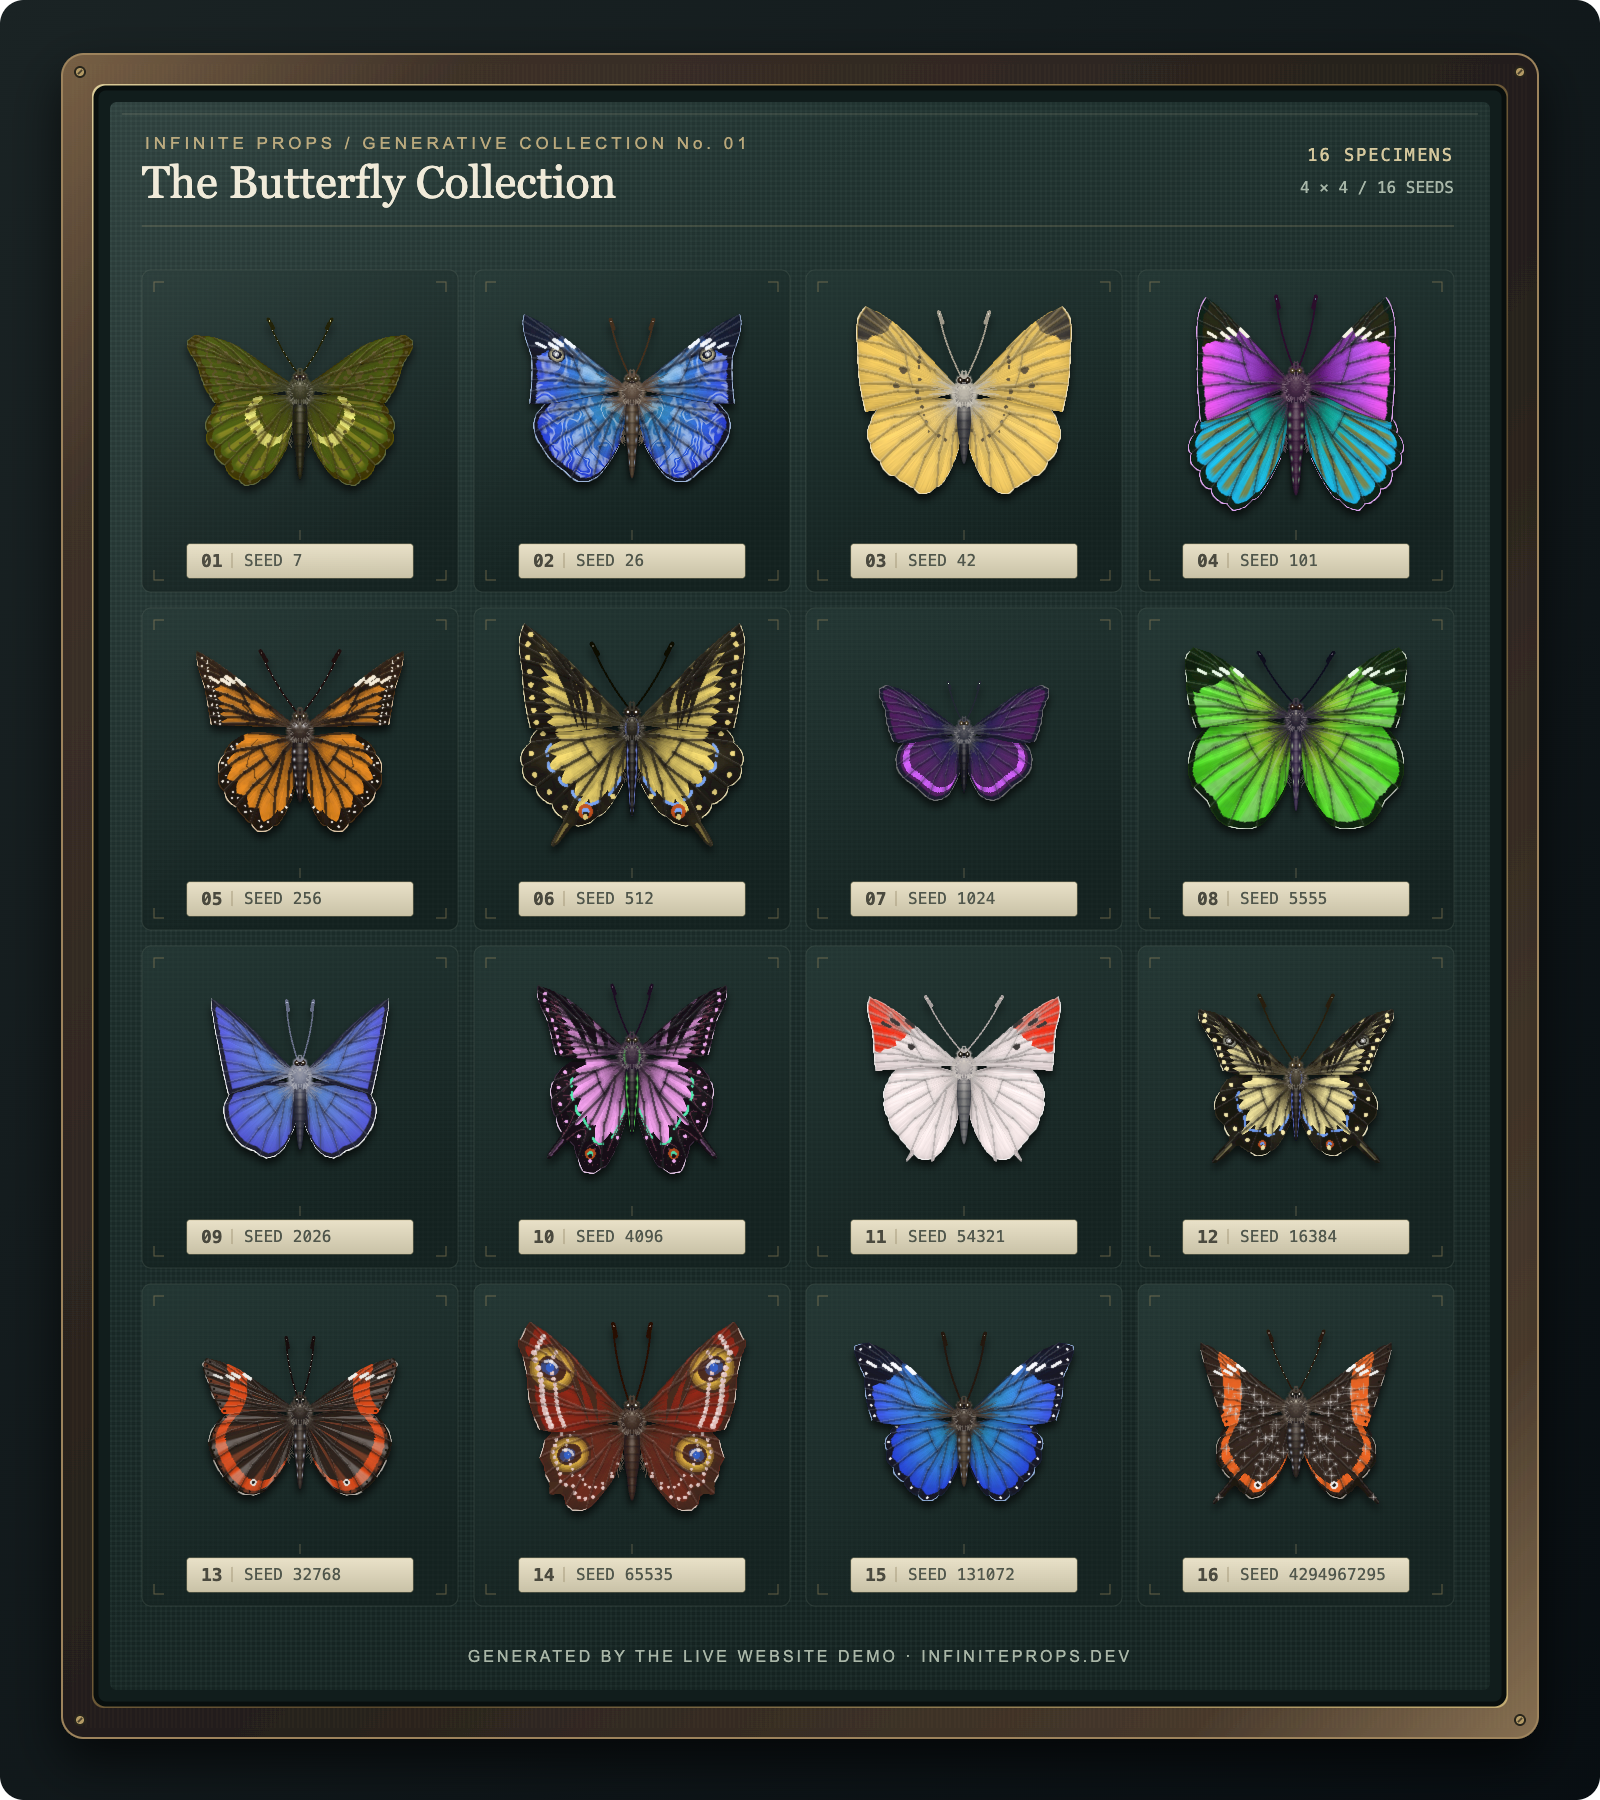 INFINITE PROPS / GENERATIVE COLLECTION No. 01
The Butterfly Collection
16 SPECIMENS
4 × 4 / 16 SEEDS
01 | SEED 7
02 | SEED 26
03 | SEED 42
04 | SEED 101
05 | SEED 256
06 | SEED 512
07 | SEED 1024
08 | SEED 5555
09 | SEED 2026
10 | SEED 4096
11 | SEED 54321
12 | SEED 16384
13 | SEED 32768
14 | SEED 65535
15 | SEED 131072
16 | SEED 4294967295
GENERATED BY THE LIVE WEBSITE DEMO · INFINITEPROPS.DEV